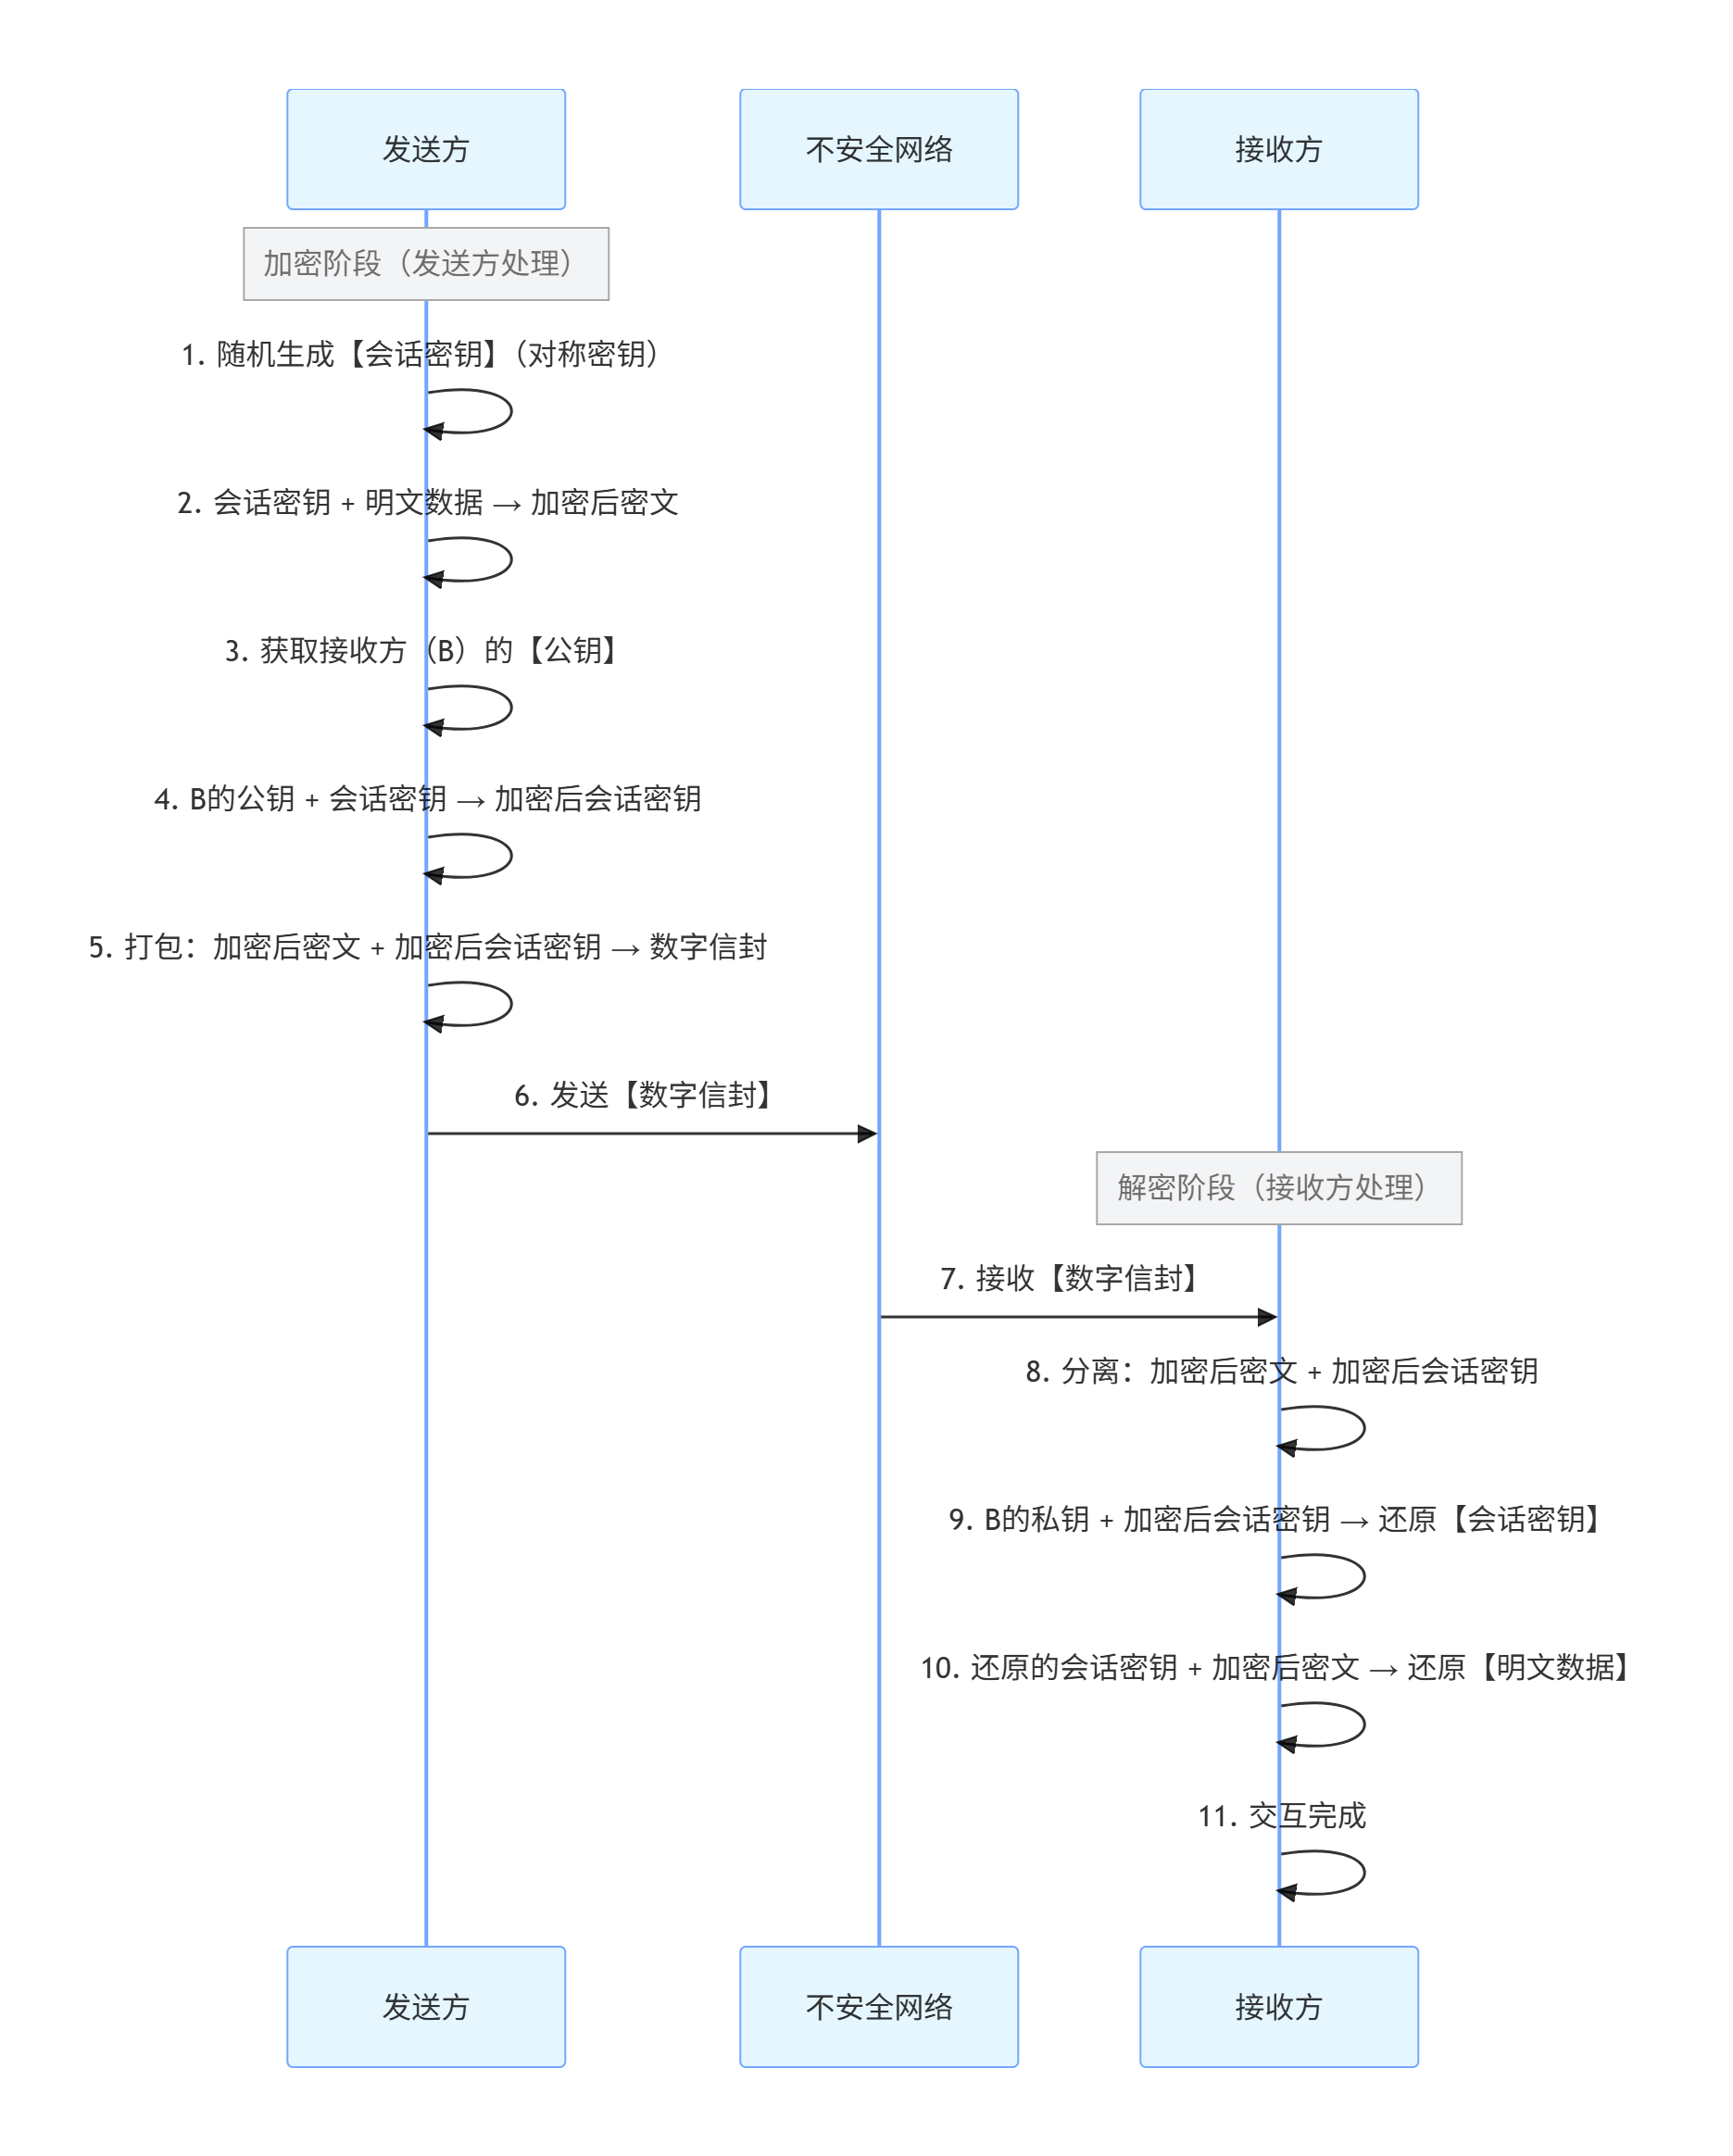 发送方
不安全网络
接收方
加密阶段（发送方处理）
1. 随机生成【会话密钥】（对称密钥）
2. 会话密钥 + 明文数据 → 加密后密文
3. 获取接收方（B）的【公钥】
4. B的公钥 + 会话密钥 → 加密后会话密钥
5. 打包：加密后密文 + 加密后会话密钥 → 数字信封
6. 发送【数字信封】
解密阶段（接收方处理）
7. 接收【数字信封】
8. 分离：加密后密文 + 加密后会话密钥
9. B的私钥 + 加密后会话密钥 → 还原【会话密钥】
10. 还原的会话密钥 + 加密后密文 → 还原【明文数据】
11. 交互完成
发送方
不安全网络
接收方